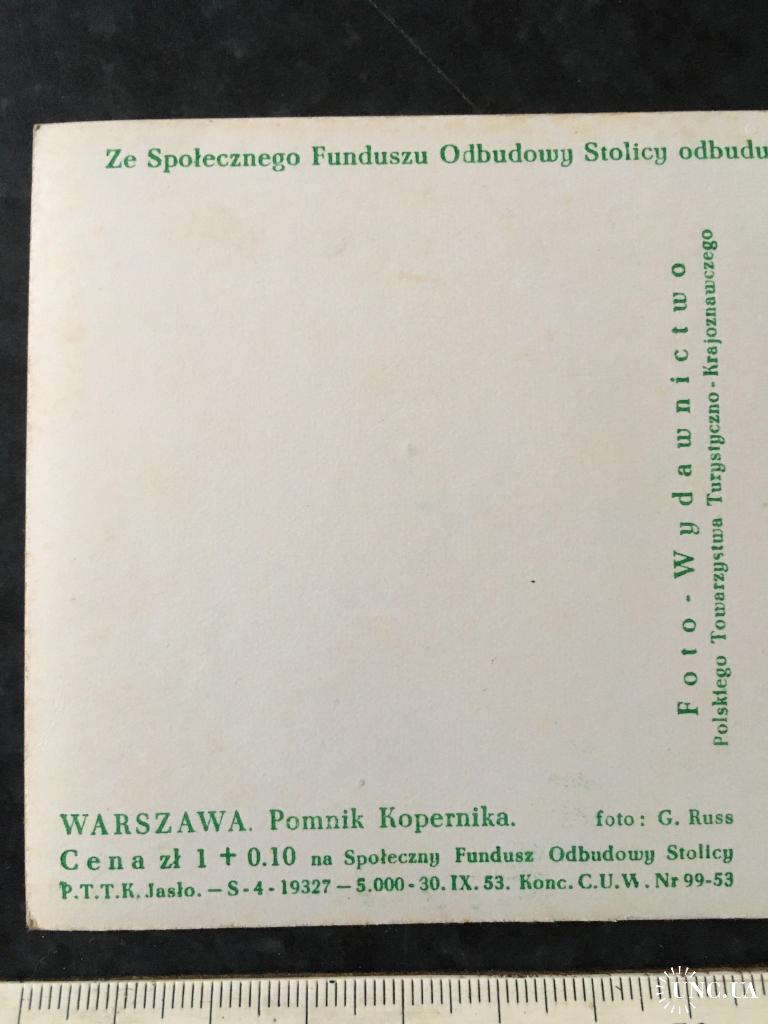 Ze Społecznego Funduszu Odbudowy Stolicy odbudu
Foto - Wydawnictwo
Polskiego Towarzystwa Turystyczno - Krajoznawczego
WARSZAWA. Pomnik Kopernika. foto: G. Russ
Cena zł 1 + 0.10 na Społeczny Fundusz Odbudowy Stolicy
P.T.T.K. Jasło. — S - 4 - 19327 — 5.000 - 30. IX. 53. Konc. C.U.W. Nr 99-53
UNC.UA